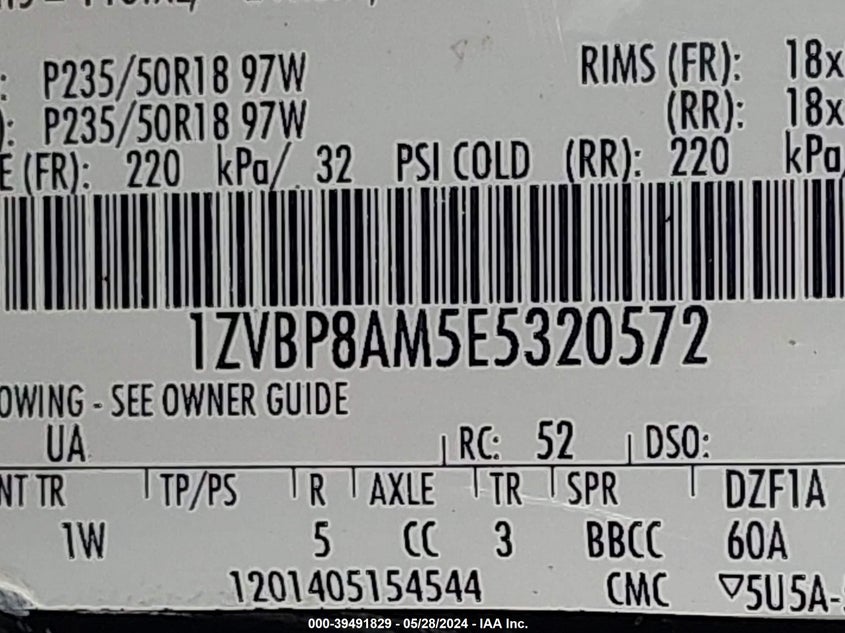 : P235/50R18 97W RIMS (FR): 18x
): P235/50R18 97W (RR): 18x
E (FR): 220 kPa/ 32 PSI COLD (RR): 220 kPa/
1ZVBP8AM5E5320572
OWING - SEE OWNER GUIDE
UA RC: 52 DSO:
NT TR TP/PS R AXLE TR SPR DZF1A
1W 5 CC 3 BBCC 60A
1201405154544 CMC ▽5U5A-
000-39491829 - 05/28/2024 - IAA Inc.